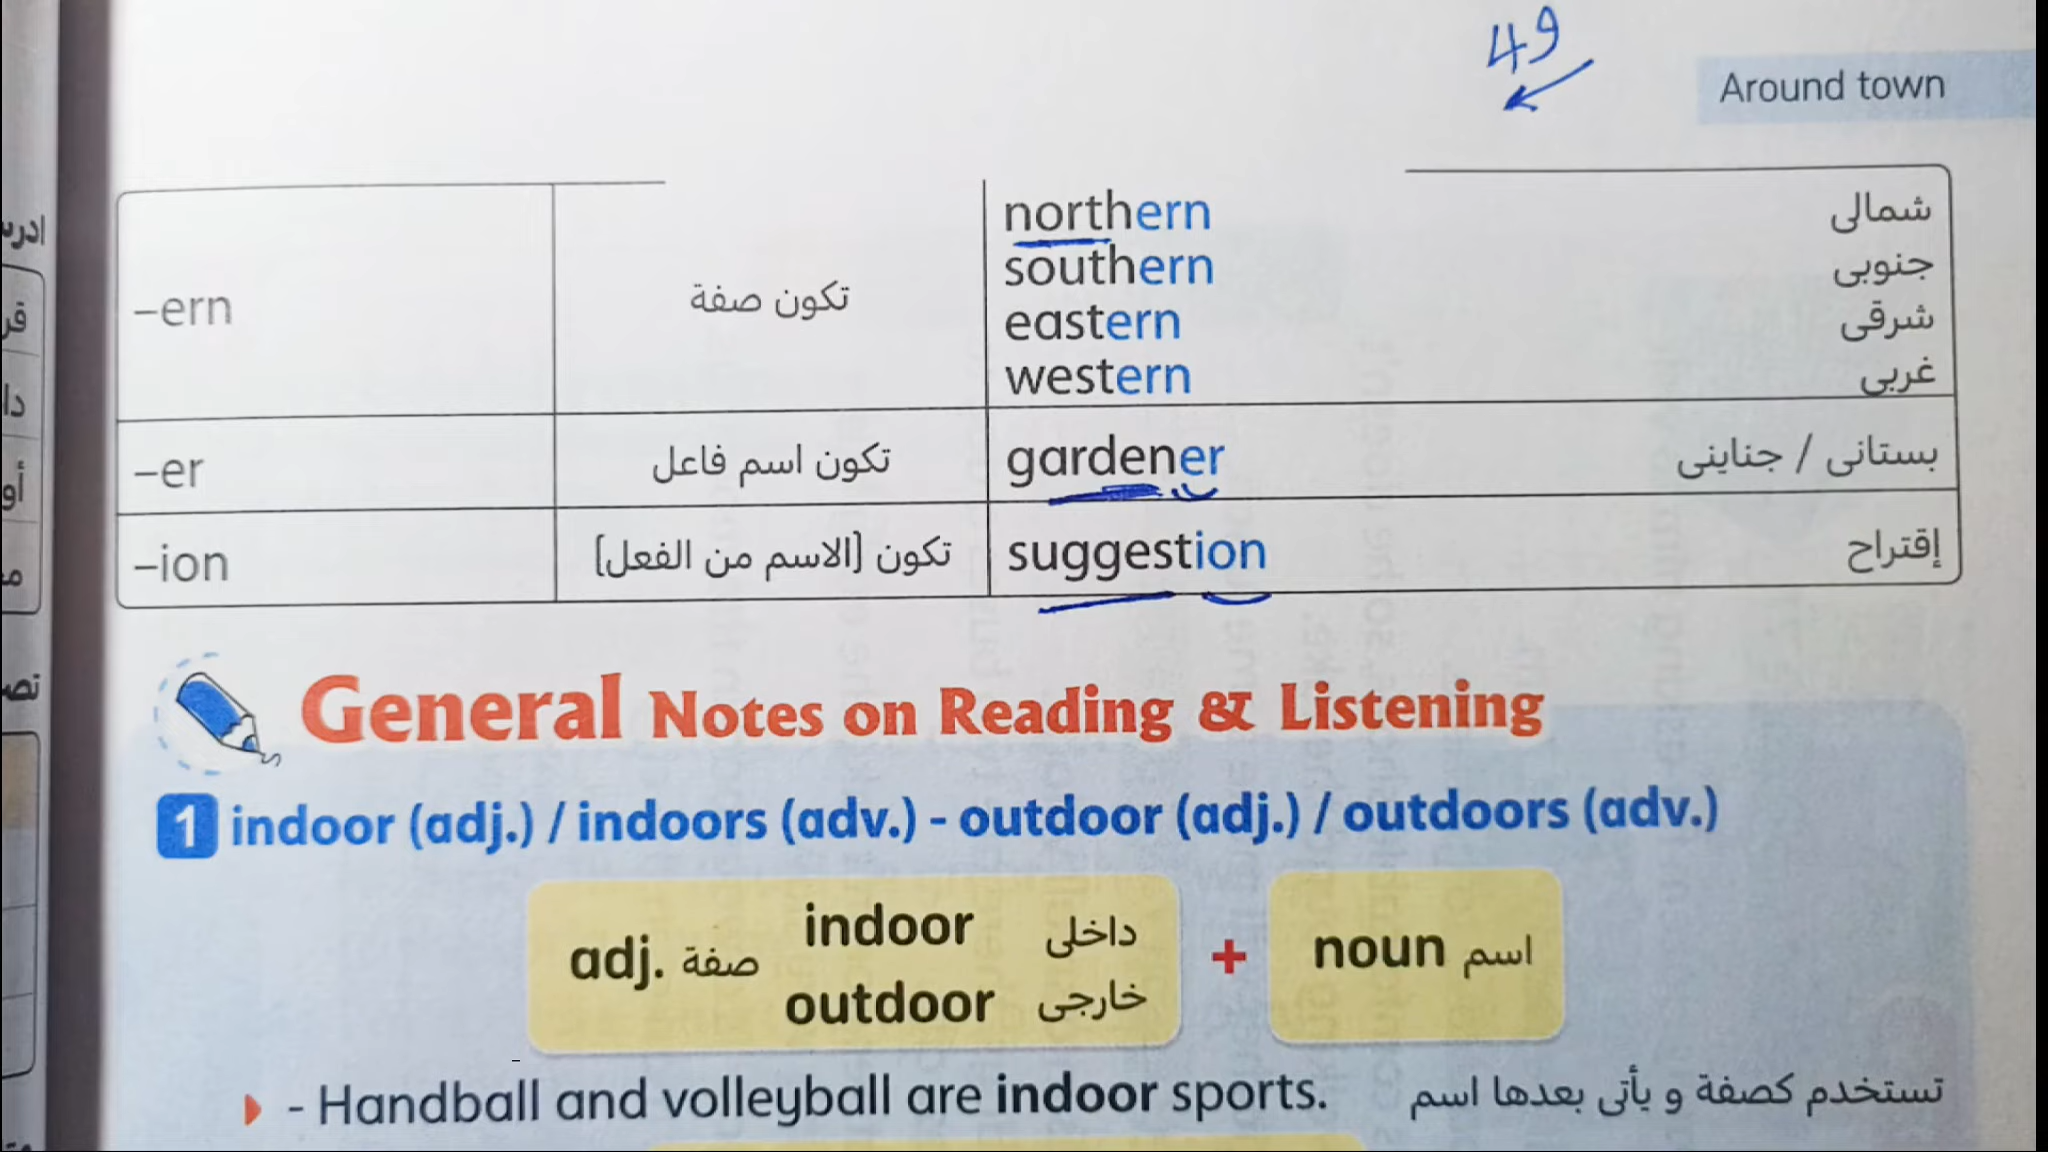 49
Around town
–ern تكون صفة northern شمالى
southern جنوبى
eastern شرقى
western غربى
–er تكون اسم فاعل gardener بستانى / جناينى
–ion تكون (الاسم من الفعل) suggestion إقتراح
General Notes on Reading & Listening
1 indoor (adj.) / indoors (adv.) - outdoor (adj.) / outdoors (adv.)
adj. صفة indoor داخلى + noun اسم
outdoor خارجى
- Handball and volleyball are indoor sports. تستخدم كصفة و يأتى بعدها اسم